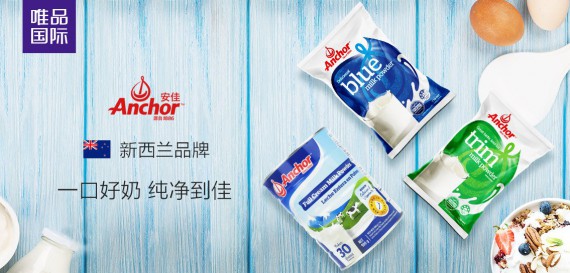 唯品
国际
安佳
Anchor
新西兰品牌
一口好奶 纯净到佳
Anchor
blue
milk powder
Anchor
trim
milk powder
Anchor
Full Cream Milk Powder
30